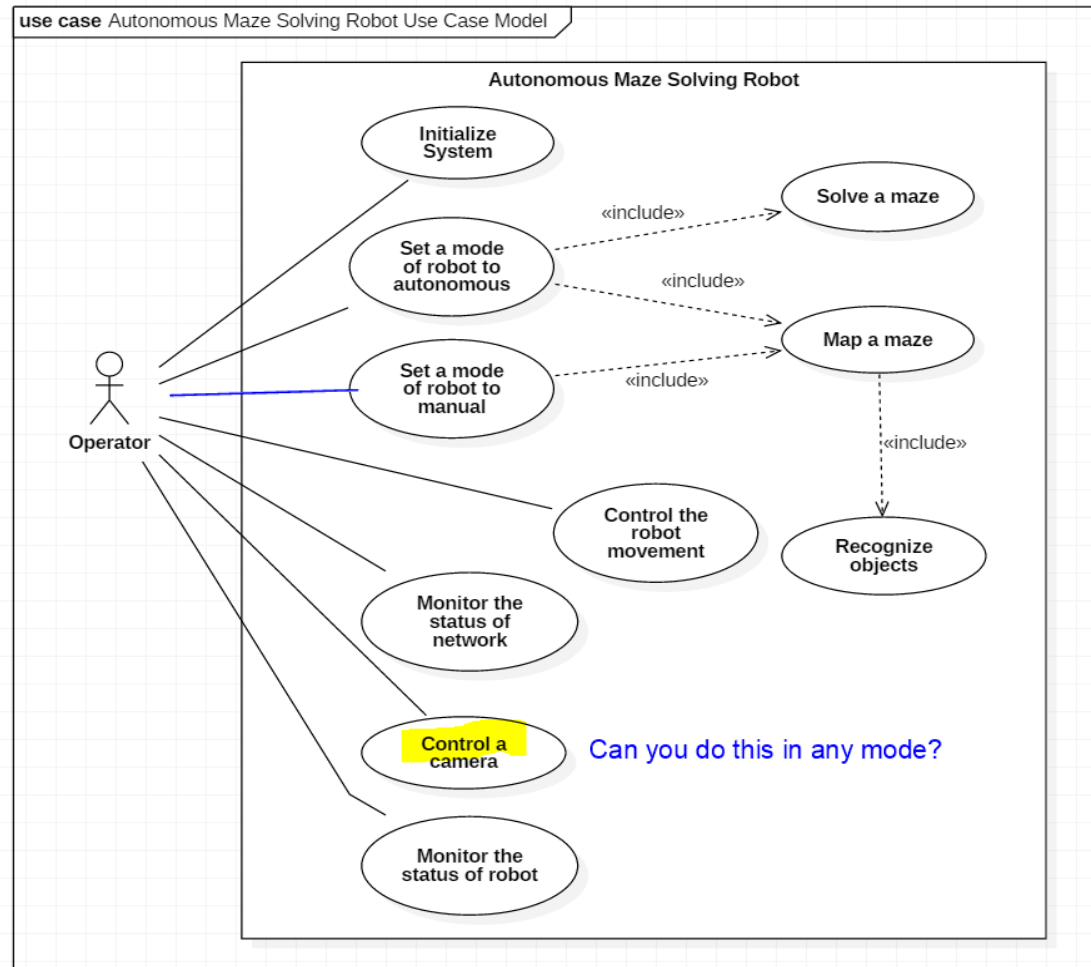 use case Autonomous Maze Solving Robot Use Case Model
Autonomous Maze Solving Robot
Initialize
System
Solve a maze
«include»
Set a mode
of robot to
autonomous
«include»
Map a maze
Set a mode
of robot to
manual
«include»
Operator
«include»
Control the
robot
movement
Recognize
objects
Monitor the
status of
network
Control a
camera
Can you do this in any mode?
Monitor the
status of robot